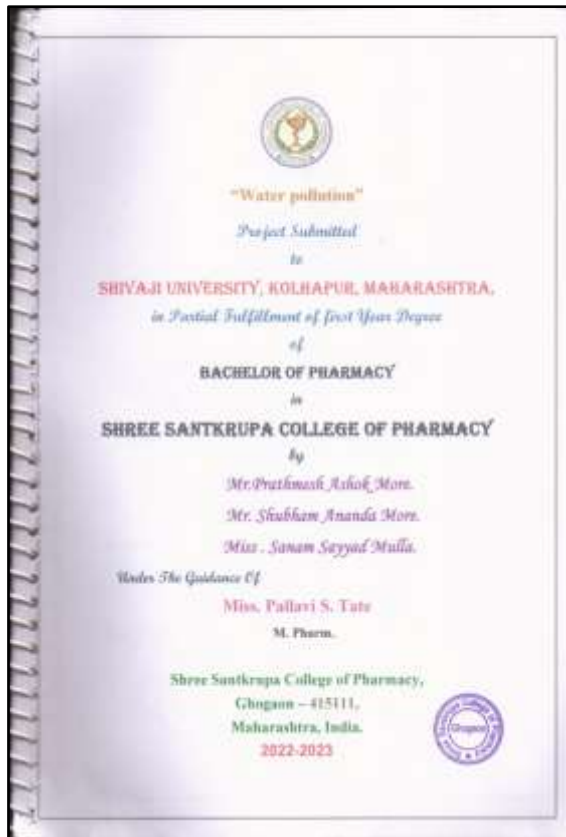 "Water pollution"
Project Submitted
to
SHIVAJI UNIVERSITY, KOLHAPUR, MAHARASHTRA,
in Partial Fulfillment of first Year Degree
of
BACHELOR OF PHARMACY
in
SHREE SANTKRUPA COLLEGE OF PHARMACY
by
Mr.Prathmesh Ashok More.
Mr. Shubham Ananda More.
Miss . Sanam Sayyad Mulla.
Under The Guidance Of
Miss. Pallavi S. Tate
M. Pharm.
Shree Santkrupa College of Pharmacy,
Ghogaon – 415111,
Maharashtra, India.
2022-2023
Ghogaon